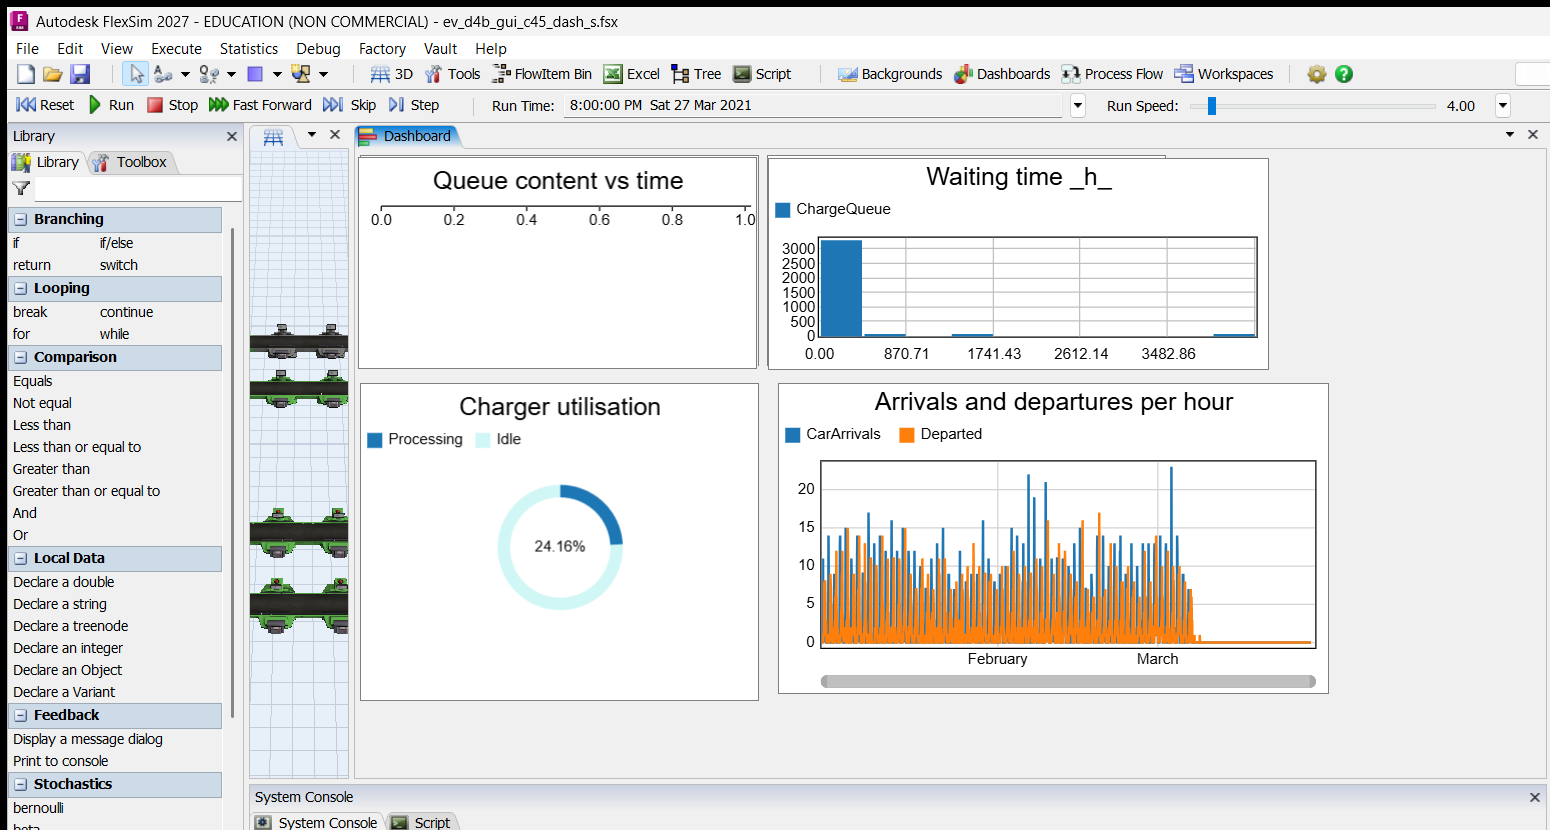 Autodesk FlexSim 2027 - EDUCATION (NON COMMERCIAL) - ev_d4b_gui_c45_dash_s.fsx
File Edit View Execute Statistics Debug Factory Vault Help
3D Tools FlowItem Bin Excel Tree Script Backgrounds Dashboards Process Flow Workspaces
Reset Run Stop Fast Forward Skip Step Run Time: 8:00:00 PM Sat 27 Mar 2021 Run Speed: 4.00
Library
Library Toolbox
Branching
if if/else
return switch
Looping
break continue
for while
Comparison
Equals
Not equal
Less than
Less than or equal to
Greater than
Greater than or equal to
And
Or
Local Data
Declare a double
Declare a string
Declare a treenode
Declare an integer
Declare an Object
Declare a Variant
Feedback
Display a message dialog
Print to console
Stochastics
bernoulli
beta
Dashboard
Queue content vs time
0.0 0.2 0.4 0.6 0.8 1.0
Waiting time _h_
ChargeQueue
3000
2500
2000
1500
1000
500
0
0.00 870.71 1741.43 2612.14 3482.86
Charger utilisation
Processing Idle
24.16%
Arrivals and departures per hour
CarArrivals Departed
20
15
10
5
0
February March
System Console
System Console Script